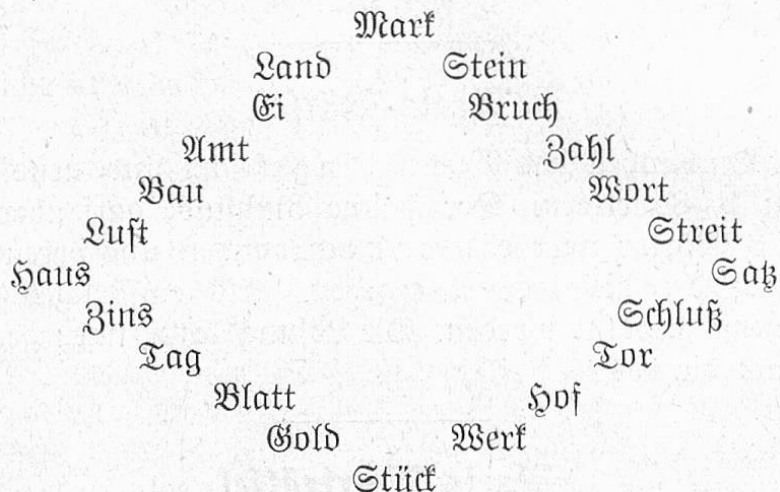 Mark
Land Stein
Ei Bruch
Amt Zahl
Bau Wort
Luft Streit
Haus Satz
Zins Schluß
Tag Tor
Blatt Hof
Gold Werk
Stück